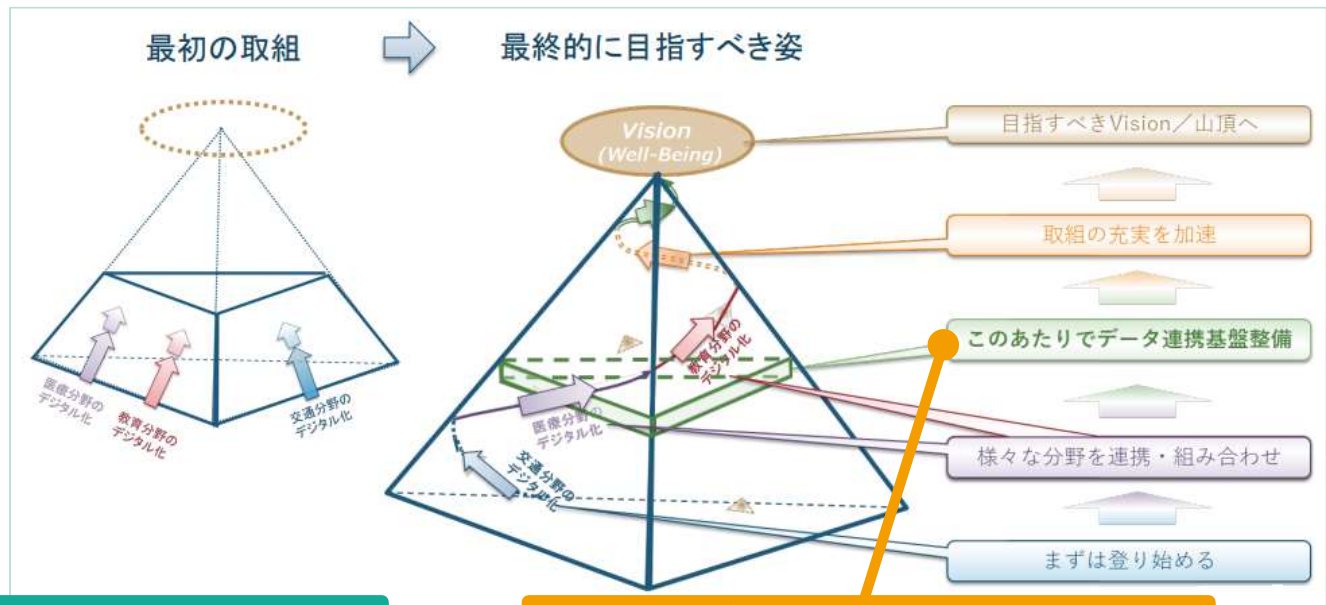 最初の取組
最終的に目指すべき姿
医療分野の
デジタル化
教育分野の
デジタル化
交通分野の
デジタル化
Vision
(Well-Being)
教育分野の
デジタル化
医療分野の
デジタル化
交通分野の
デジタル化
目指すべきVision／山頂へ
取組の充実を加速
このあたりでデータ連携基盤整備
様々な分野を連携・組み合わせ
まずは登り始める